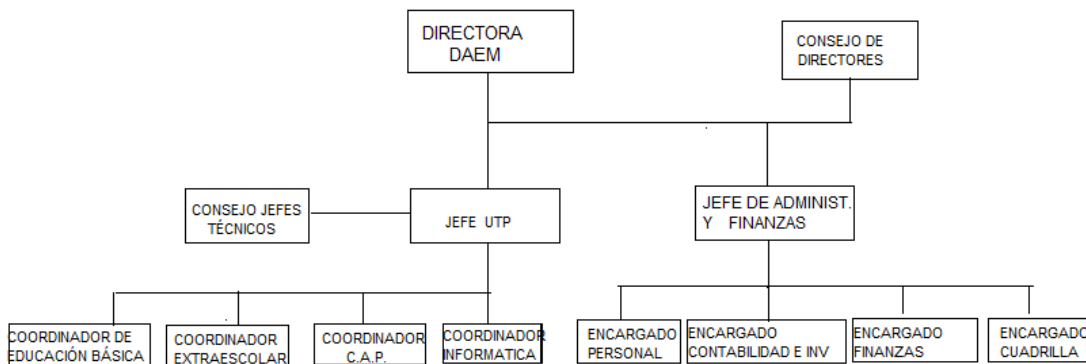 DIRECTORA
DAEM
CONSEJO DE
DIRECTORES
CONSEJO JEFES
TÉCNICOS
JEFE UTP
JEFE DE ADMINIST.
Y FINANZAS
COORDINADOR DE
EDUCACIÓN BÁSICA
COORDINADOR
EXTRAESCOLAR
COORDINADOR
C.A.P.
COORDINADOR
INFORMATICA
ENCARGADO
PERSONAL
ENCARGADO
CONTABILIDAD E INV
ENCARGADO
FINANZAS
ENCARGADO
CUADRILLA